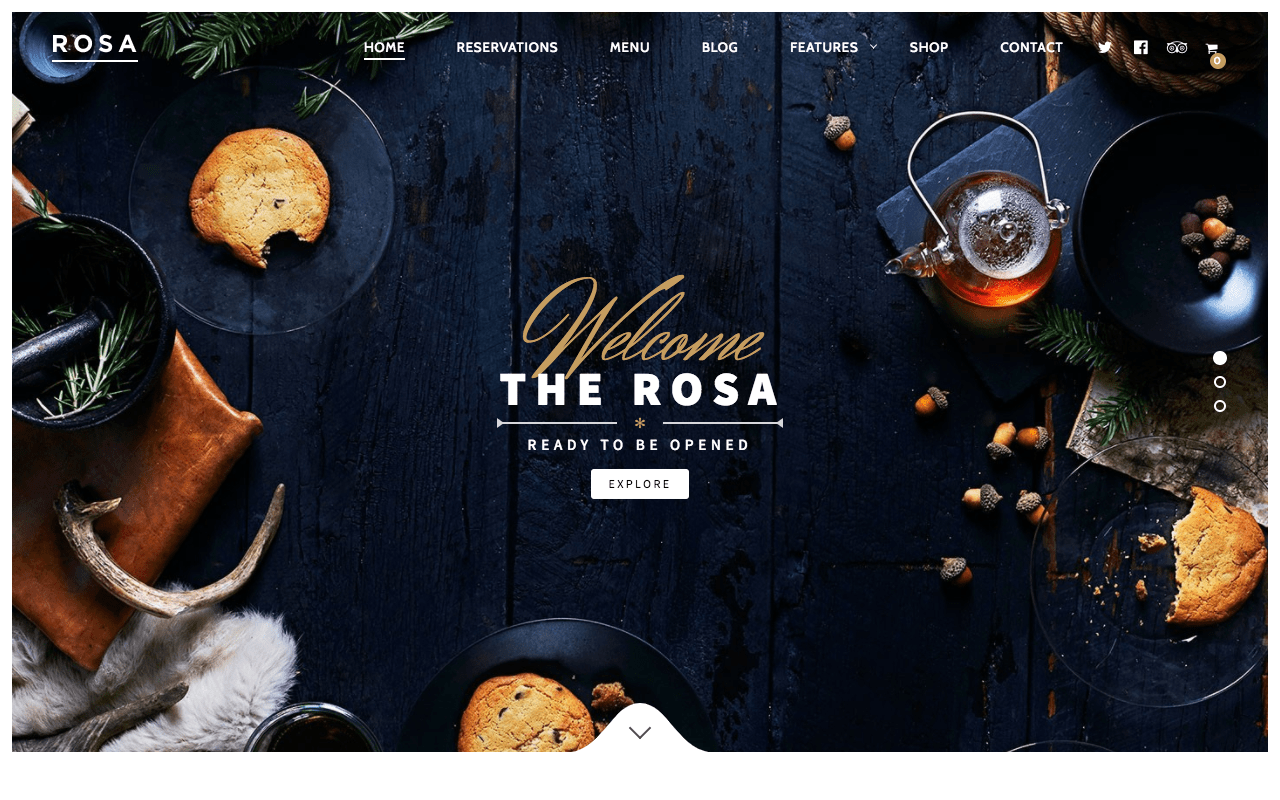 ROSA
HOME RESERVATIONS MENU BLOG FEATURES SHOP CONTACT
0
Welcome
THE ROSA
*
READY TO BE OPENED
EXPLORE